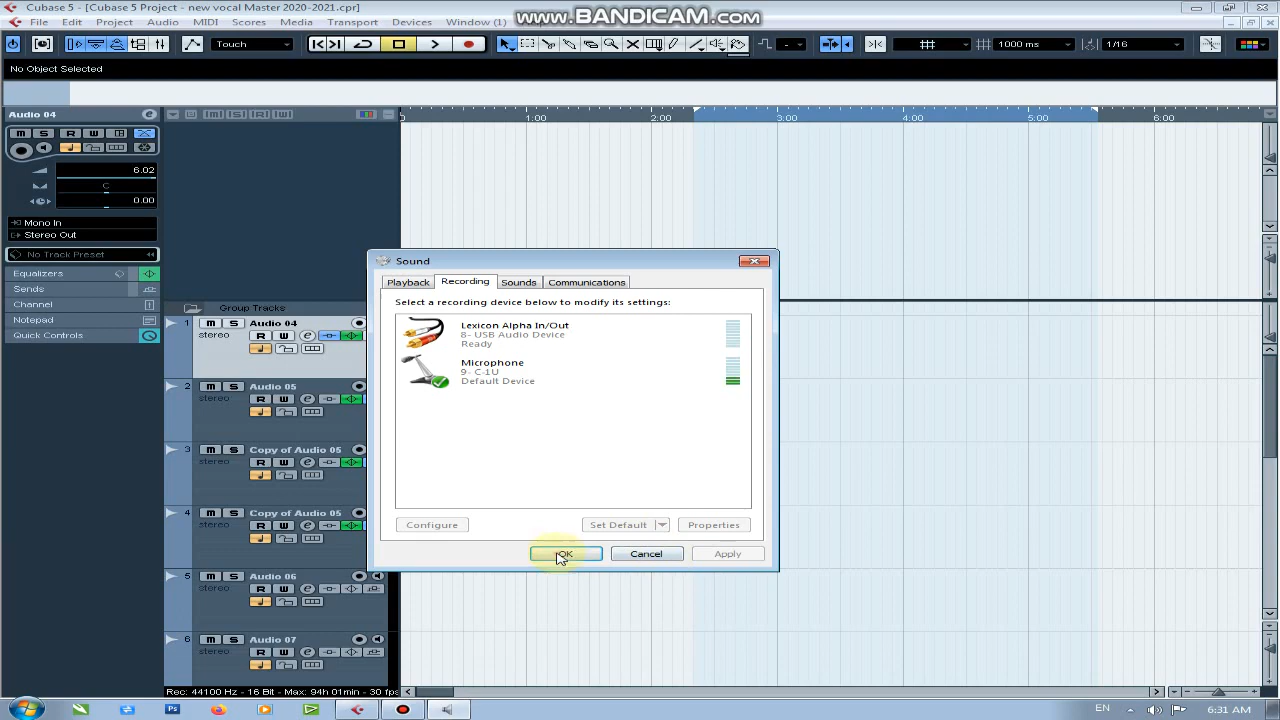 Cubase 5 - [Cubase 5 Project - new vocal Master 2020-2021.cpr]
www.BANDICAM.com
File Edit Project Audio MIDI Scores Media Transport Devices Window (1)
Touch
1000 ms
1/16
No Object Selected
Audio 04
1:00 2:00 3:00 4:00 5:00 6:00
m S R W
6.02
C
0.00
Mono In
Stereo Out
No Track Preset
Equalizers
Sends
Channel
Notepad
Quick Controls
Group Tracks
1 m S Audio 04
stereo R W e
2 m S Audio 05
stereo R W e
3 m S Copy of Audio 05
stereo R W e
4 m S Copy of Audio 05
stereo R W e
5 m S Audio 06
stereo R W e
6 m S Audio 07
stereo R W e
Sound
Playback Recording Sounds Communications
Select a recording device below to modify its settings:
Lexicon Alpha In/Out
8- USB Audio Device
Ready
Microphone
9- C-1U
Default Device
Configure Set Default Properties
OK Cancel Apply
Rec: 44100 Hz - 16 Bit - Max: 94h 01min - 30 fps
Ps
EN 6:31 AM